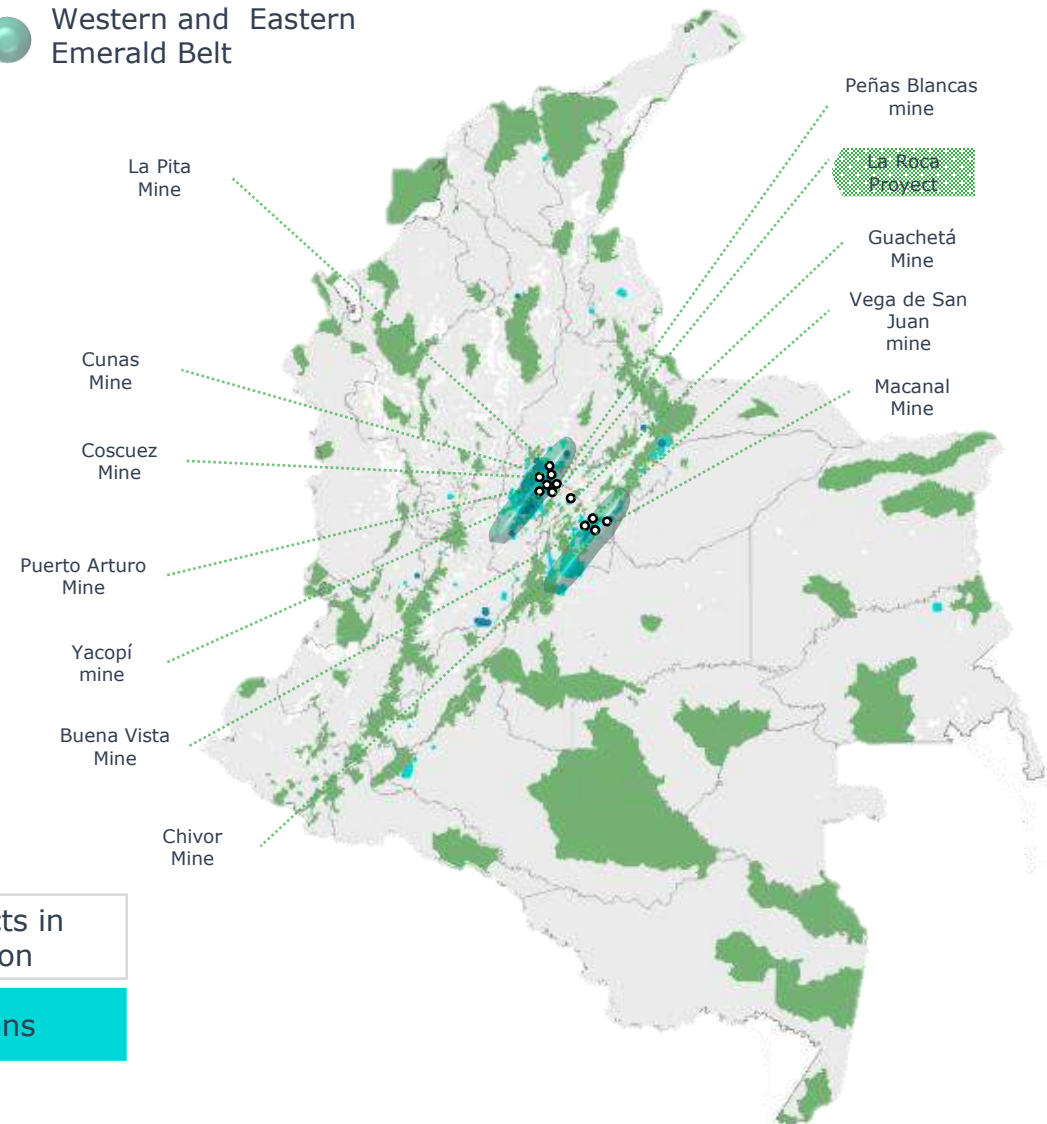 Western and Eastern
Emerald Belt
Peñas Blancas
mine
La Pita
Mine
La Roca
Proyect
Guachetá
Mine
Vega de San
Juan
mine
Cunas
Mine
Macanal
Mine
Coscuez
Mine
Puerto Arturo
Mine
Yacopí
mine
Buena Vista
Mine
Chivor
Mine
cts in
on
ns